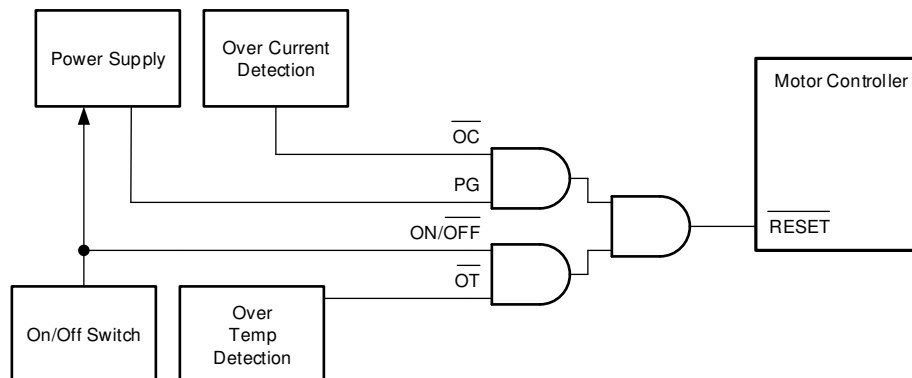 Power Supply
Over Current
Detection
Motor Controller
OC
PG
ON/OFF
RESET
OT
On/Off Switch
Over
Temp
Detection